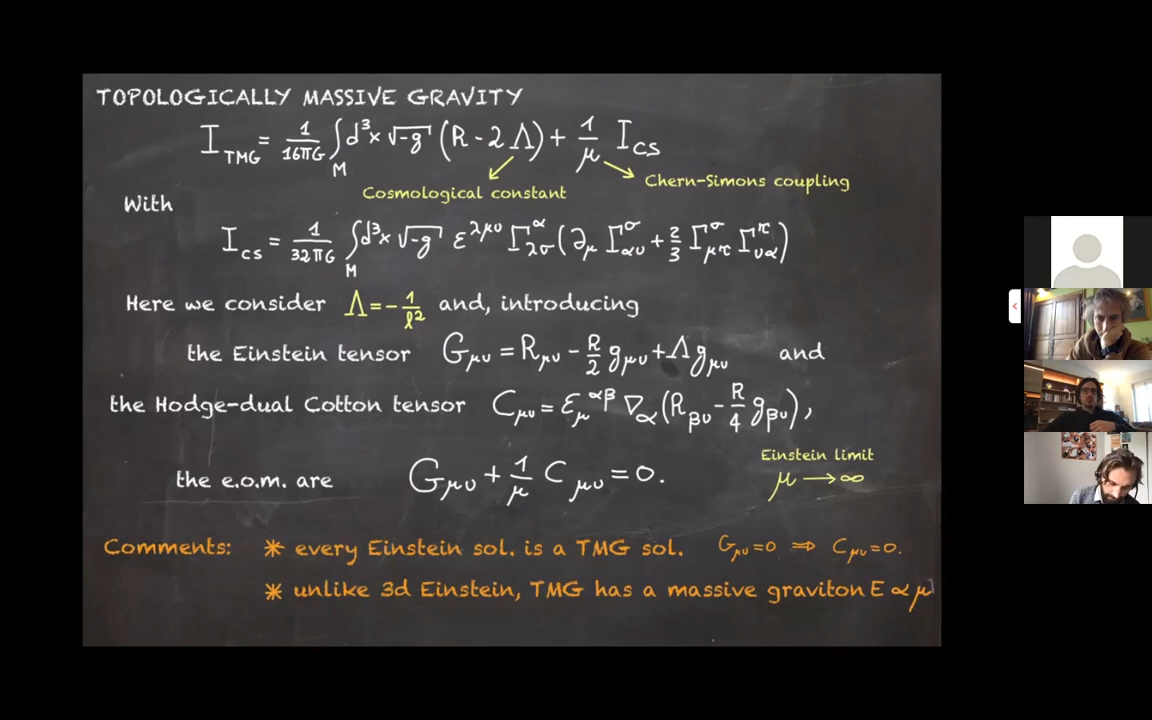 TOPOLOGICALLY MASSIVE GRAVITY
I_TMG = 1/16πG ∫_M d³x √-g (R - 2Λ) + 1/μ I_CS
Cosmological constant
Chern-Simons coupling
With
I_CS = 1/32πG ∫_M d³x √-g ε^λμν Γ^α_λσ (∂_μ Γ^σ_αν + 2/3 Γ^σ_μτ Γ^τ_να)
Here we consider Λ = - 1/ℓ² and, introducing
the Einstein tensor G_μν = R_μν - R/2 g_μν + Λ g_μν and
the Hodge-dual Cotton tensor C_μν = ε_μ^αβ ∇_α (R_βν - R/4 g_βν),
Einstein limit
the e.o.m. are G_μν + 1/μ C_μν = 0. μ → ∞
Comments: * every Einstein sol. is a TMG sol. G_μν = 0 ⇒ C_μν = 0.
* unlike 3d Einstein, TMG has a massive graviton E ∝ μ